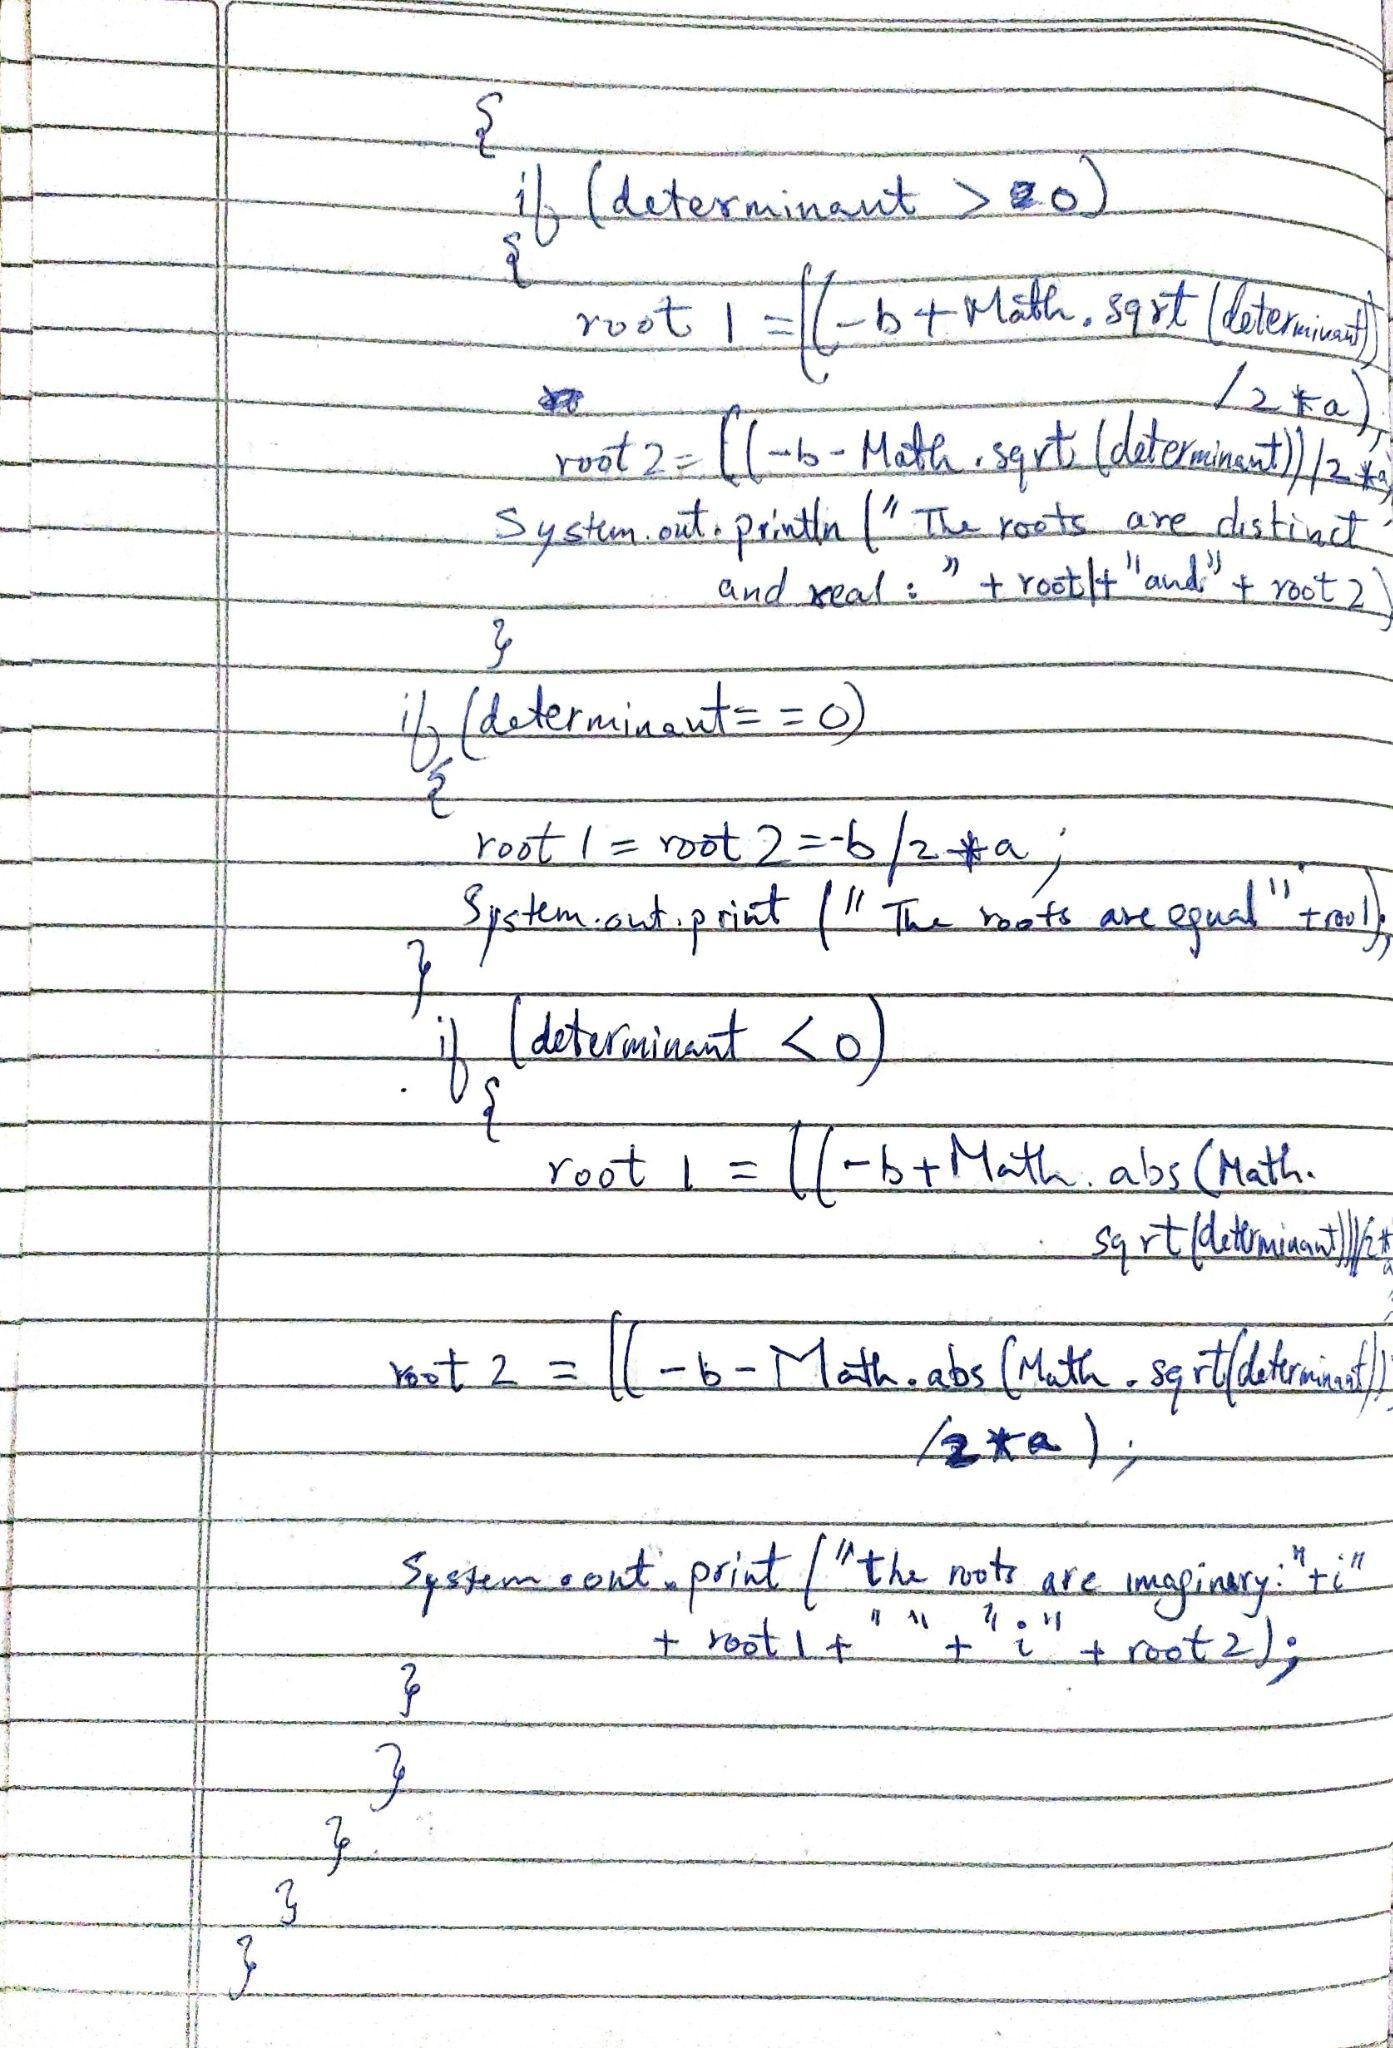 {
if (determinant > 0)
{
root 1 = ((-b + Math.sqrt (determinant))
/2*a);
root 2 = ((-b - Math.sqrt (determinant))/2*a)
System.out.println (" The roots are distinct
and real : " + root1+ "and" + root 2)
}
if (determinant==0)
{
root 1 = root 2 = -b/2*a ;
System.out.print (" The roots are equal" +root1);
}
if (determinant <0)
{
root 1 = ((-b+Math.abs (Math.
sqrt(determinant)))/2*
a
root 2 = ((-b-Math.abs (Math.sqrt(determinant))
/2*a);
System.out.print ("the roots are imaginary:"+i"
+ root 1 + " " + "i" + root 2);
}
}
}
}
}